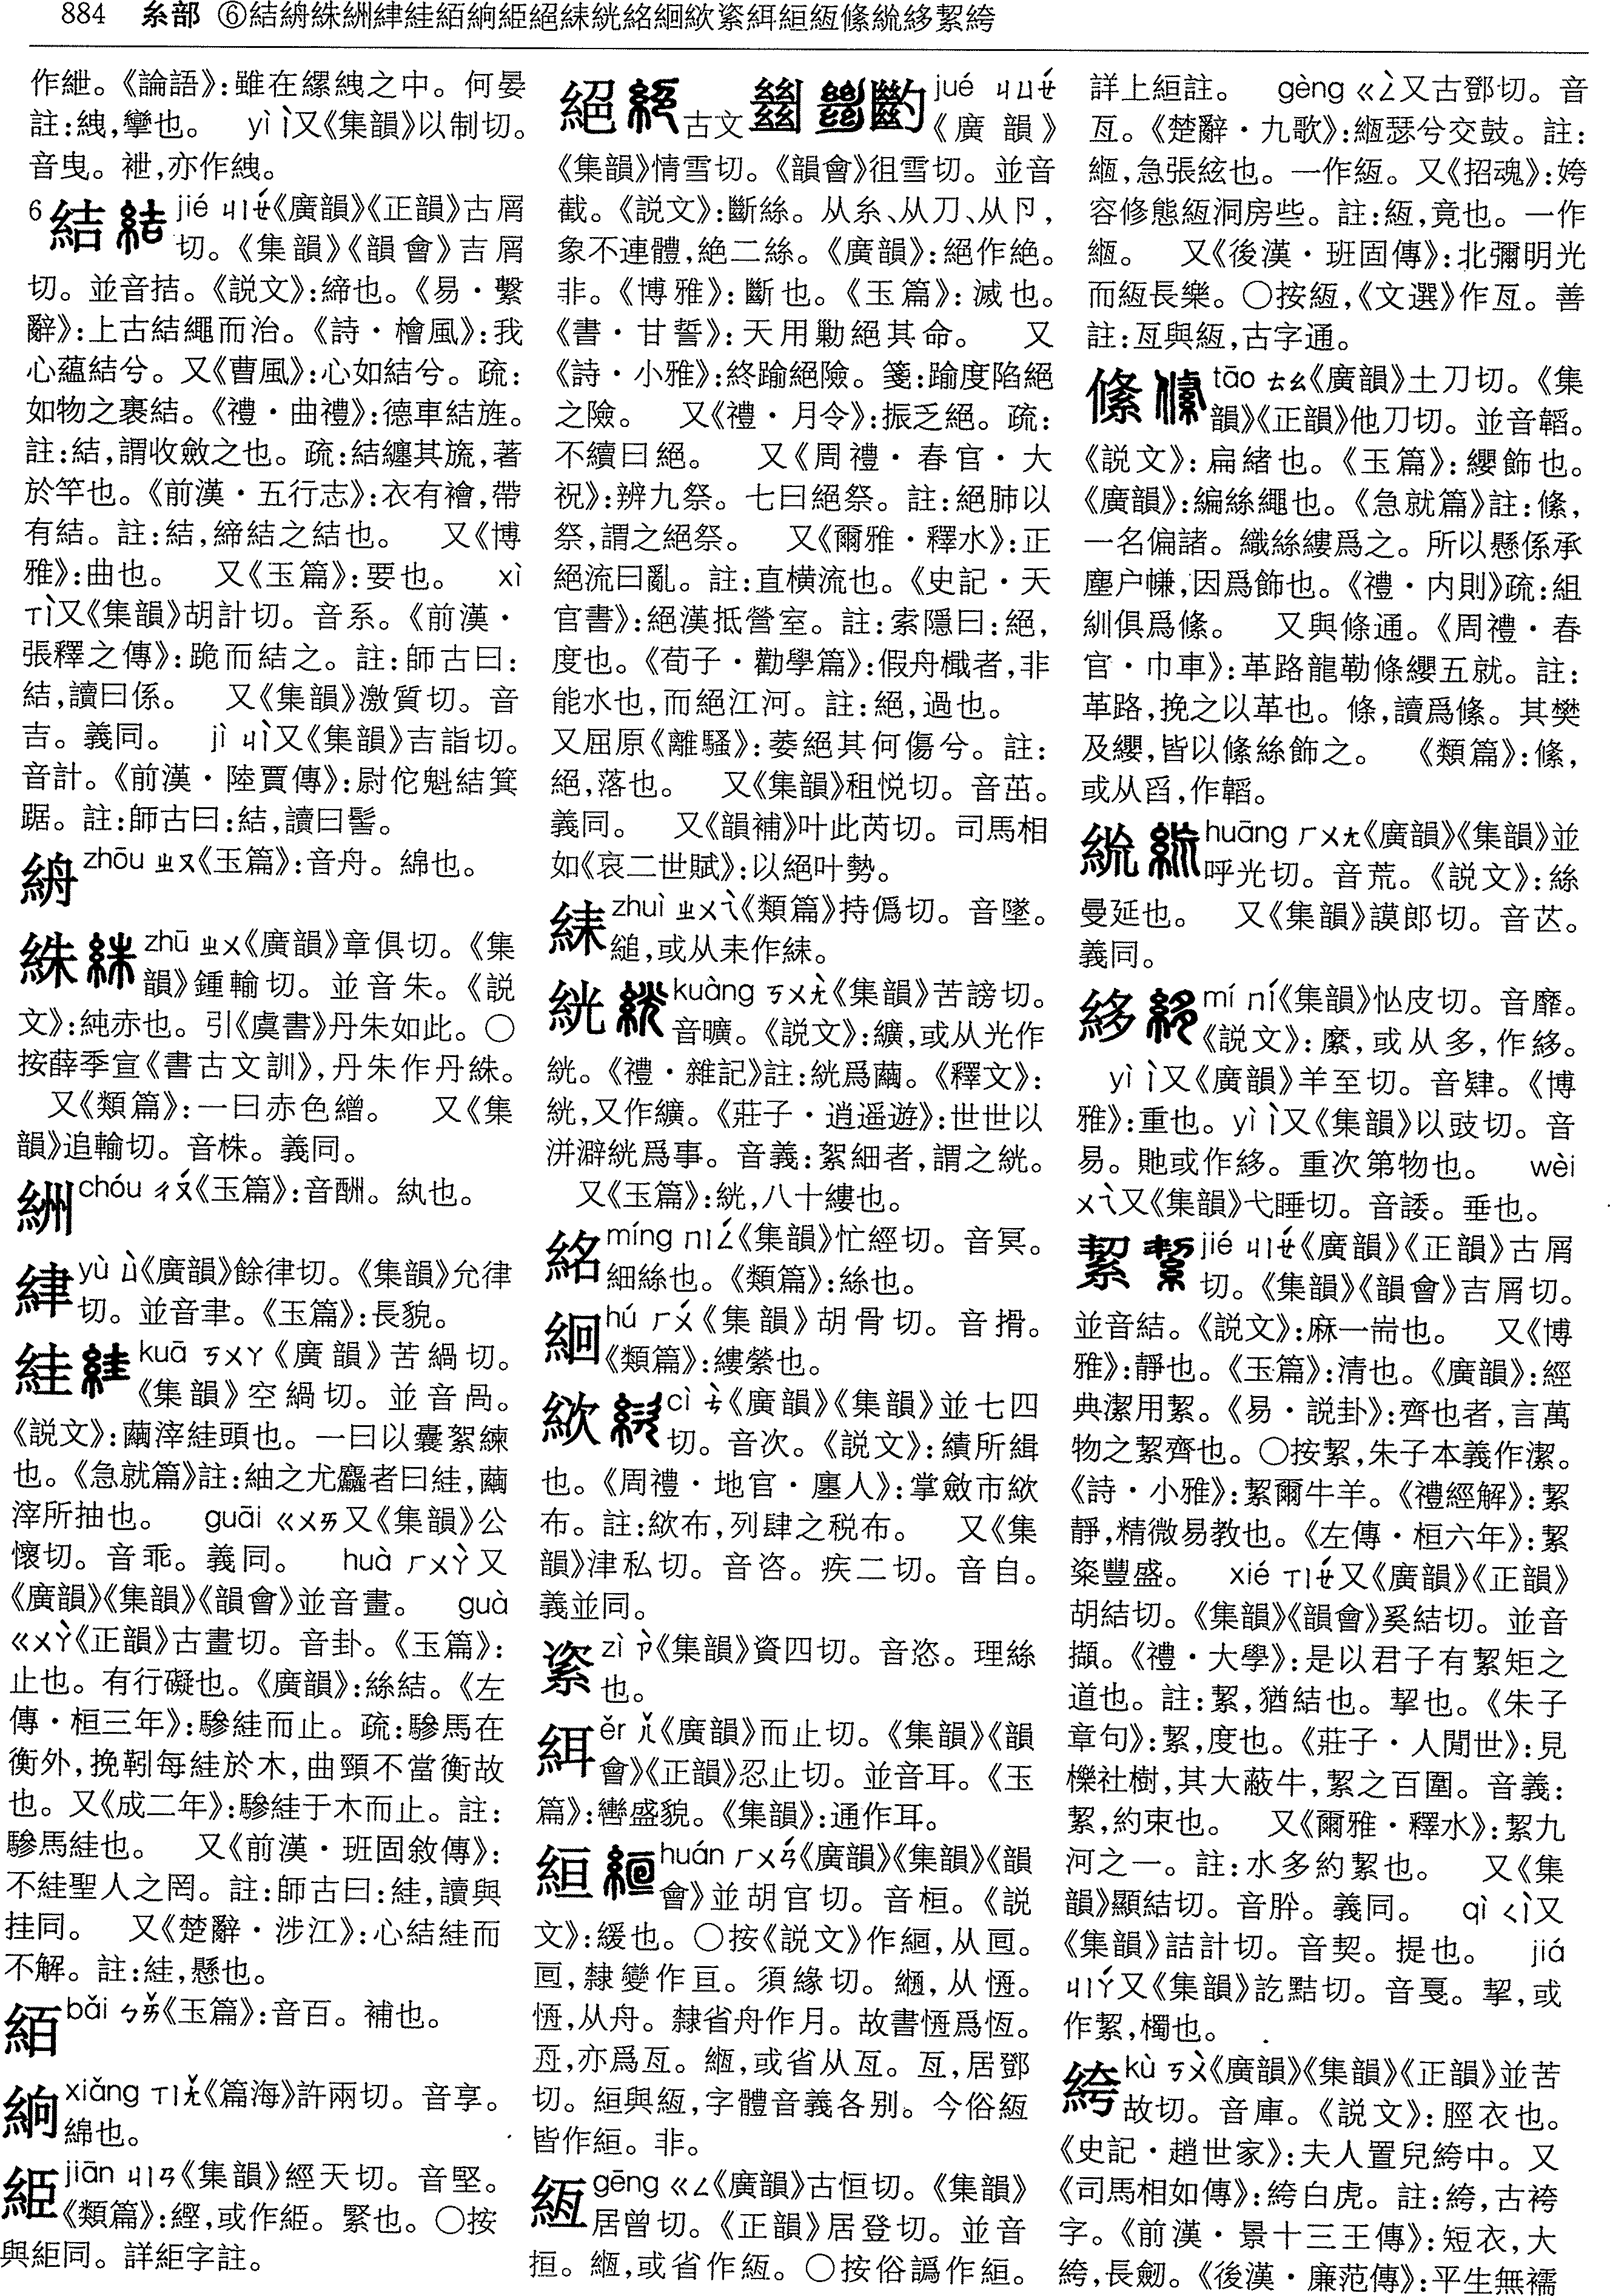 884 糸部 ⑥結䋓絑䌷䋖絓絔絅絚絕䋘絖䋑絗絘䋀䋙絙絚絛䋂䋛絜絝
作紲。《論語》:雖在縲絏之中。何晏
註:絏,攣也。 yì ㄧˋ又《集韻》以制切。
音曳。袣,亦作絏。
6 結 jié ㄐㄧㄝˊ《廣韻》《正韻》古屑
切。《集韻》《韻會》吉屑
切。並音拮。《説文》:締也。《易・繫
辭》:上古結繩而治。《詩・檜風》:我
心蘊結兮。又《曹風》:心如結兮。疏:
如物之裹結。《禮・曲禮》:德車結旌。
註:結,謂收斂之也。疏:結纏其旒,著
於竿也。《前漢・五行志》:衣有襘,帶
有結。註:結,締結之結也。 又《博
雅》:曲也。 又《玉篇》:要也。 xì
ㄒㄧˋ又《集韻》胡計切。音系。《前漢・
張釋之傳》:跪而結之。註:師古曰:
結,讀曰係。 又《集韻》激質切。音
吉。義同。 jì ㄐㄧˋ又《集韻》吉詣切。
音計。《前漢・陸賈傳》:尉佗魁結箕
踞。註:師古曰:結,讀曰髻。
zhōu ㄓㄡ《玉篇》:音舟。綿也。
絑 zhū ㄓㄨ《廣韻》章俱切。《集
韻》鍾輸切。並音朱。《説
文》:純赤也。引《虞書》丹朱如此。〇
按薛季宣《書古文訓》,丹朱作丹絑。
又《類篇》:一曰赤色繒。 又《集
韻》追輸切。音株。義同。
chóu ㄔㄡˊ《玉篇》:音酬。紈也。
yù ㄩˋ《廣韻》餘律切。《集韻》允律
切。並音聿。《玉篇》:長貌。
絓 kuā ㄎㄨㄚ《廣韻》苦緺切。
《集韻》空緺切。並音咼。
《説文》:繭滓絓頭也。一曰以囊絮練
也。《急就篇》註:紬之尤麤者曰絓,繭
滓所抽也。 guāi ㄍㄨㄞ又《集韻》公
懷切。音乖。義同。 huà ㄏㄨㄚˋ又
《廣韻》《集韻》《韻會》並音畫。 guà
ㄍㄨㄚˋ《正韻》古畫切。音卦。《玉篇》:
止也。有行礙也。《廣韻》:絲結。《左
傳・桓三年》:驂絓而止。疏:驂馬在
衡外,挽靷每絓於木,曲頸不當衡故
也。又《成二年》:驂絓于木而止。註:
驂馬絓也。 又《前漢・班固敘傳》:
不絓聖人之罔。註:師古曰:絓,讀與
挂同。 又《楚辭・涉江》:心結絓而
不解。註:絓,懸也。
絔 bǎi ㄅㄞˇ《玉篇》:音百。補也。
xiǎng ㄒㄧㄤˇ《篇海》許兩切。音享。
綿也。
jiān ㄐㄧㄢ《集韻》經天切。音堅。
《類篇》:緸,或作䋗。緊也。〇按
與絚同。詳絚字註。
絕 古文 𢇍 jué ㄐㄩㄝˊ
《廣韻》
《集韻》情雪切。《韻會》徂雪切。並音
截。《説文》:斷絲。从糸、从刀、从卩,
象不連體,絶二絲。《廣韻》:絕作絶。
非。《博雅》:斷也。《玉篇》:滅也。
《書・甘誓》:天用勦絕其命。 又
《詩・小雅》:終踰絕險。箋:踰度陷絕
之險。 又《禮・月令》:振乏絕。疏:
不續曰絕。 又《周禮・春官・大
祝》:辨九祭。七曰絕祭。註:絕肺以
祭,謂之絕祭。 又《爾雅・釋水》:正
絕流曰亂。註:直橫流也。《史記・天
官書》:絕漢抵營室。註:索隱曰:絕,
度也。《荀子・勸學篇》:假舟檝者,非
能水也,而絕江河。註:絕,過也。
又屈原《離騷》:萎絕其何傷兮。註:
絕,落也。 又《集韻》租悦切。音茁。
義同。 又《韻補》叶此芮切。司馬相
如《哀二世賦》:以絕叶勢。
zhuì ㄓㄨㄟˋ《類篇》持僞切。音墜。
縋,或从耒作䋘。
絖 kuàng ㄎㄨㄤˋ《集韻》苦謗切。
音曠。《説文》:纊,或从光作
絖。《禮・雜記》註:絖爲繭。《釋文》:
絖,又作纊。《莊子・逍遥遊》:世世以
洴澼絖爲事。音義:絮細者,謂之絖。
又《玉篇》:絖,八十縷也。
䋑 míng ㄇㄧㄥˊ《集韻》忙經切。音冥。
細絲也。《類篇》:絲也。
絗 hú ㄏㄨˊ《集韻》胡骨切。音搰。
《類篇》:縷縈也。
絘 cì ㄘˋ《廣韻》《集韻》並七四
切。音次。《説文》:績所緝
也。《周禮・地官・廛人》:掌斂市絘
布。註:絘布,列肆之税布。 又《集
韻》津私切。音咨。疾二切。音自。
義並同。
zì ㄗˋ《集韻》資四切。音恣。理絲
也。
ěr ㄦˇ《廣韻》而止切。《集韻》《韻
會》《正韻》忍止切。並音耳。《玉
篇》:轡盛貌。《集韻》:通作耳。
絙 huán ㄏㄨㄢˊ《廣韻》《集韻》《韻
會》並胡官切。音桓。《説
文》:緩也。〇按《説文》作䋻,从囘。
囘,隸變作亘。須緣切。緪,从恆。
恆,从舟。隸省舟作月。故書恆爲恆。
亙,亦爲亙。緪,或省从亙。亙,居鄧
切。絙與絚,字體音義各别。今俗絚
皆作絙。非。
絚 gēng ㄍㄥ《廣韻》古恒切。《集韻》
居曾切。《正韻》居登切。並音
拒。緪,或省作絚。〇按俗譌作絙。
詳上絙註。 gèng ㄍㄥˋ又古鄧切。音
亙。《楚辭・九歌》:緪瑟兮交鼓。註:
緪,急張絃也。一作絚。又《招魂》:姱
容修態絚洞房些。註:絚,竟也。一作
緪。 又《後漢・班固傳》:北彌明光
而絚長樂。〇按絚,《文選》作亙。善
註:亙與絚,古字通。
絛 tāo ㄊㄠ《廣韻》土刀切。《集
韻》《正韻》他刀切。並音韜。
《説文》:扁緒也。《玉篇》:纓飾也。
《廣韻》:編絲繩也。《急就篇》註:絛,
一名偏諸。織絲縷爲之。所以懸係承
塵户㡘,因爲飾也。《禮・内則》疏:組
紃俱爲絛。 又與條通。《周禮・春
官・巾車》:革路龍勒條纓五就。註:
革路,挽之以革也。條,讀爲絛。其樊
及纓,皆以絛絲飾之。 《類篇》:絛,
或从舀,作韜。
huāng ㄏㄨㄤ《廣韻》《集韻》並
呼光切。音荒。《説文》:絲
曼延也。 又《集韻》謨郎切。音䒳。
義同。
mí ㄇㄧˊ《集韻》忙皮切。音靡。
《説文》:縻,或从多,作䋛。
yì ㄧˋ又《廣韻》羊至切。音肄。《博
雅》:重也。yì ㄧˋ又《集韻》以豉切。音
易。貤或作䋛。重次第物也。 wèi
ㄨㄟˋ又《集韻》弋睡切。音諉。垂也。
絜 jié ㄐㄧㄝˊ《廣韻》《正韻》古屑
切。《集韻》《韻會》吉屑切。
並音結。《説文》:麻一耑也。 又《博
雅》:靜也。《玉篇》:清也。《廣韻》:經
典潔用絜。《易・説卦》:齊也者,言萬
物之絜齊也。〇按絜,朱子本義作潔。
《詩・小雅》:絜爾牛羊。《禮經解》:絜
靜,精微易教也。《左傳・桓六年》:絜
粢豐盛。 xié ㄒㄧㄝˊ又《廣韻》《正韻》
胡結切。《集韻》《韻會》奚結切。並音
擷。《禮・大學》:是以君子有絜矩之
道也。註:絜,猶結也。挈也。《朱子
章句》:絜,度也。《莊子・人閒世》:見
櫟社樹,其大蔽牛,絜之百圍。音義:
絜,約束也。 又《爾雅・釋水》:絜九
河之一。註:水多約絜也。 又《集
韻》顯結切。音肸。義同。 qì ㄑㄧˋ又
《集韻》詰計切。音契。提也。 jiá
ㄐㄧㄚˊ又《集韻》訖黠切。音戛。挈,或
作絜,櫩也。
絝 kù ㄎㄨˋ《廣韻》《集韻》《正韻》並苦
故切。音庫。《説文》:脛衣也。
《史記・趙世家》:夫人置兒絝中。又
《司馬相如傳》:絝白虎。註:絝,古袴
字。《前漢・景十三王傳》:短衣,大
絝,長劒。《後漢・廉范傳》:平生無襦